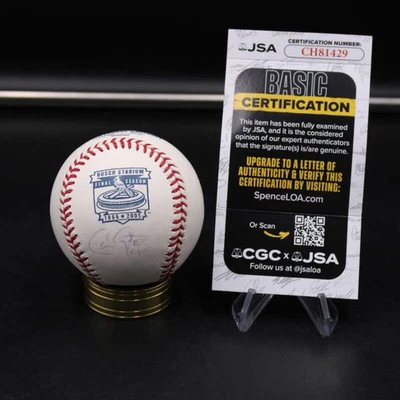 BUSCH STADIUM
FINAL SEASON
1966 2005
JSA
CERTIFICATION NUMBER:
CH81429
BASIC
CERTIFICATION
This item has been fully examined
by JSA, and it is the considered
opinion of our expert authenticators
that the signature(s) is/are genuine.
UPGRADE TO A LETTER OF
AUTHENTICITY & VERIFY THIS
CERTIFICATION BY VISITING:
SpenceLOA.com
Or Scan
CGC x JSA
Follow us at @jsaloa